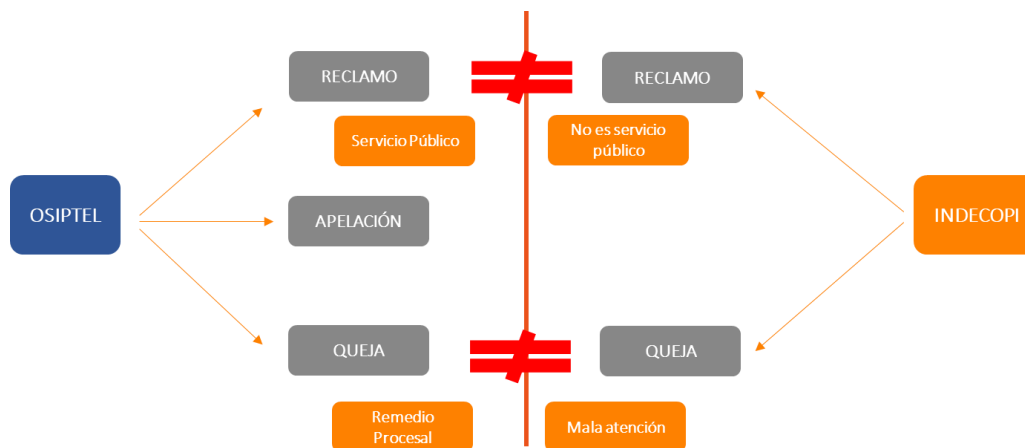 RECLAMO
RECLAMO
Servicio Público
No es servicio
público
OSIPTEL
APELACIÓN
INDECOPI
QUEJA
QUEJA
Remedio
Procesal
Mala atención